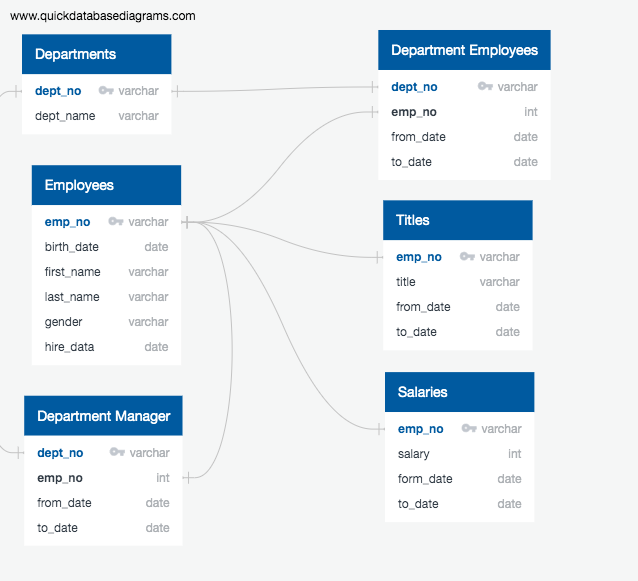 www.quickdatabasediagrams.com
Departments
dept_no varchar
dept_name varchar
Employees
emp_no varchar
birth_date date
first_name varchar
last_name varchar
gender varchar
hire_data date
Department Manager
dept_no varchar
emp_no int
from_date date
to_date date
Department Employees
dept_no varchar
emp_no int
from_date date
to_date date
Titles
emp_no varchar
title varchar
from_date date
to_date date
Salaries
emp_no varchar
salary int
form_date date
to_date date